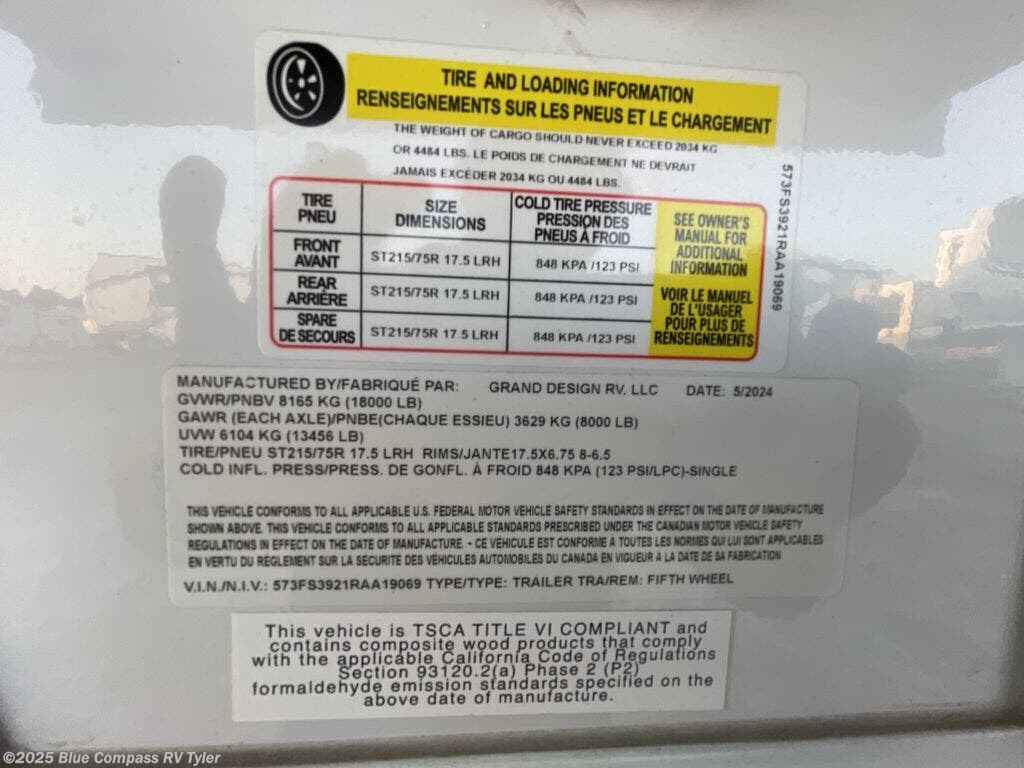 TIRE AND LOADING INFORMATION
RENSEIGNEMENTS SUR LES PNEUS ET LE CHARGEMENT
THE WEIGHT OF CARGO SHOULD NEVER EXCEED 2034 KG
OR 4484 LBS. LE POIDS DE CHARGEMENT NE DEVRAIT
JAMAIS EXCÉDER 2034 KG OU 4484 LBS.
TIRE
PNEU
SIZE
DIMENSIONS
COLD TIRE PRESSURE
PRESSION DES
PNEUS À FROID
FRONT
AVANT
ST215/75R 17.5 LRH
848 KPA /123 PSI
REAR
ARRIÈRE
ST215/75R 17.5 LRH
848 KPA /123 PSI
SPARE
DE SECOURS
ST215/75R 17.5 LRH
848 KPA /123 PSI
SEE OWNER'S
MANUAL FOR
ADDITIONAL
INFORMATION
VOIR LE MANUEL
DE L'USAGER
POUR PLUS DE
RENSEIGNEMENTS
573FS3921RAA19069
MANUFACTURED BY/FABRIQUÉ PAR: GRAND DESIGN RV, LLC DATE: 5/2024
GVWR/PNBV 8165 KG (18000 LB)
GAWR (EACH AXLE)/PNBE(CHAQUE ESSIEU) 3629 KG (8000 LB)
UVW 6104 KG (13456 LB)
TIRE/PNEU ST215/75R 17.5 LRH RIMS/JANTE17.5X6.75 8-6.5
COLD INFL. PRESS/PRESS. DE GONFL. À FROID 848 KPA (123 PSI/LPC)-SINGLE
THIS VEHICLE CONFORMS TO ALL APPLICABLE U.S. FEDERAL MOTOR VEHICLE SAFETY STANDARDS IN EFFECT ON THE DATE OF MANUFACTURE
SHOWN ABOVE. THIS VEHICLE CONFORMS TO ALL APPLICABLE STANDARDS PRESCRIBED UNDER THE CANADIAN MOTOR VEHICLE SAFETY
REGULATIONS IN EFFECT ON THE DATE OF MANUFACTURE. - CE VÉHICULE EST CONFORME À TOUTES LES NORMES QUI LUI SONT APPLICABLES
EN VERTU DU RÈGLEMENT SUR LA SÉCURITÉ DES VÉHICULES AUTOMOBILES DU CANADA EN VIGUEUR À LA DATE DE SA FABRICATION
V.I.N./N.I.V.: 573FS3921RAA19069 TYPE/TYPE: TRAILER TRA/REM: FIFTH WHEEL
This vehicle is TSCA TITLE VI COMPLIANT and
contains composite wood products that comply
with the applicable California Code of Regulations
Section 93120.2(a) Phase 2 (P2)
formaldehyde emission standards specified on the
above date of manufacture.
©2025 Blue Compass RV Tyler